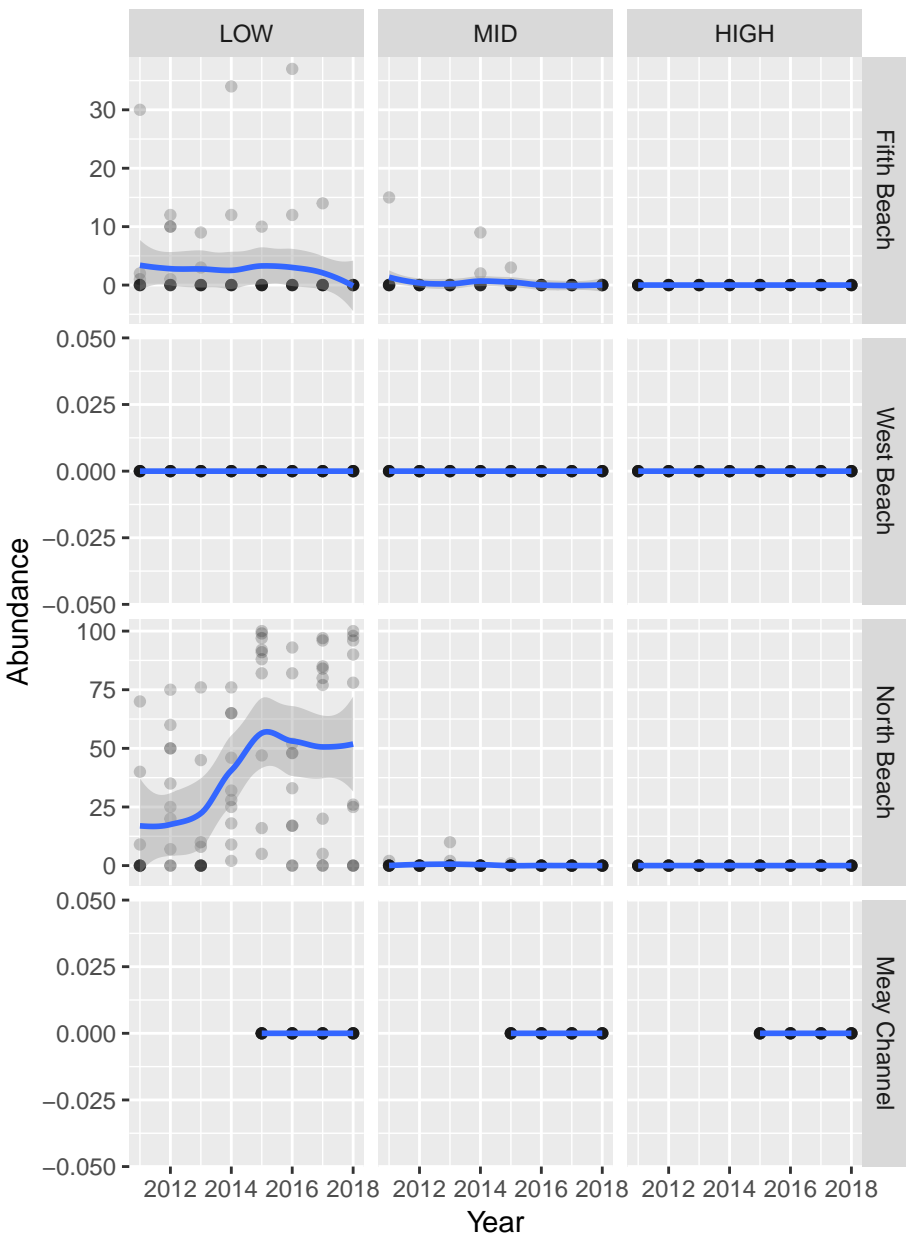 LOW MID HIGH
30
20
10
0
Fifth Beach
0.050
0.025
0.000
−0.025
−0.050
West Beach
Abundance
100
75
50
25
0
North Beach
0.050
0.025
0.000
−0.025
−0.050
Meay Channel
2012 2014 2016 2018 2012 2014 2016 2018 2012 2014 2016 2018
Year